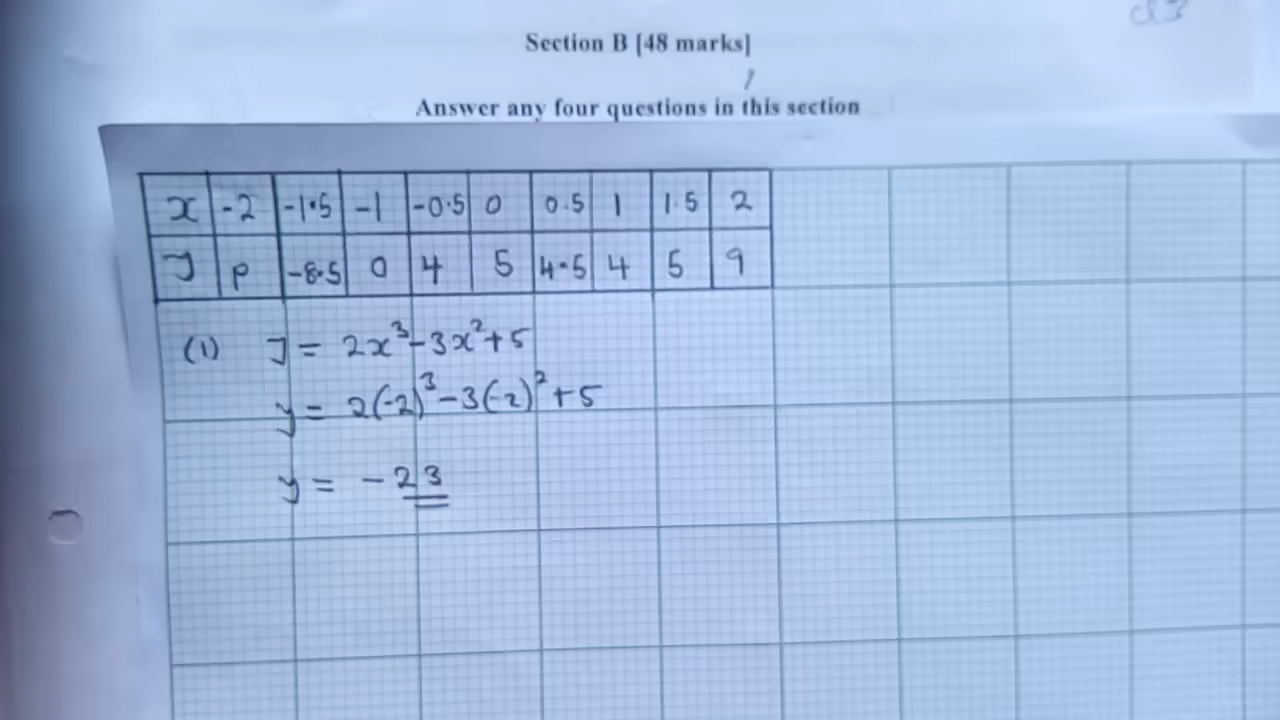 Section B [48 marks]
Answer any four questions in this section
x -2 -1.5 -1 -0.5 0 0.5 1 1.5 2
y p -8.5 0 4 5 4.5 4 5 9
(1) y = 2x³-3x²+5
y = 2(-2)³-3(-2)²+5
y = -23